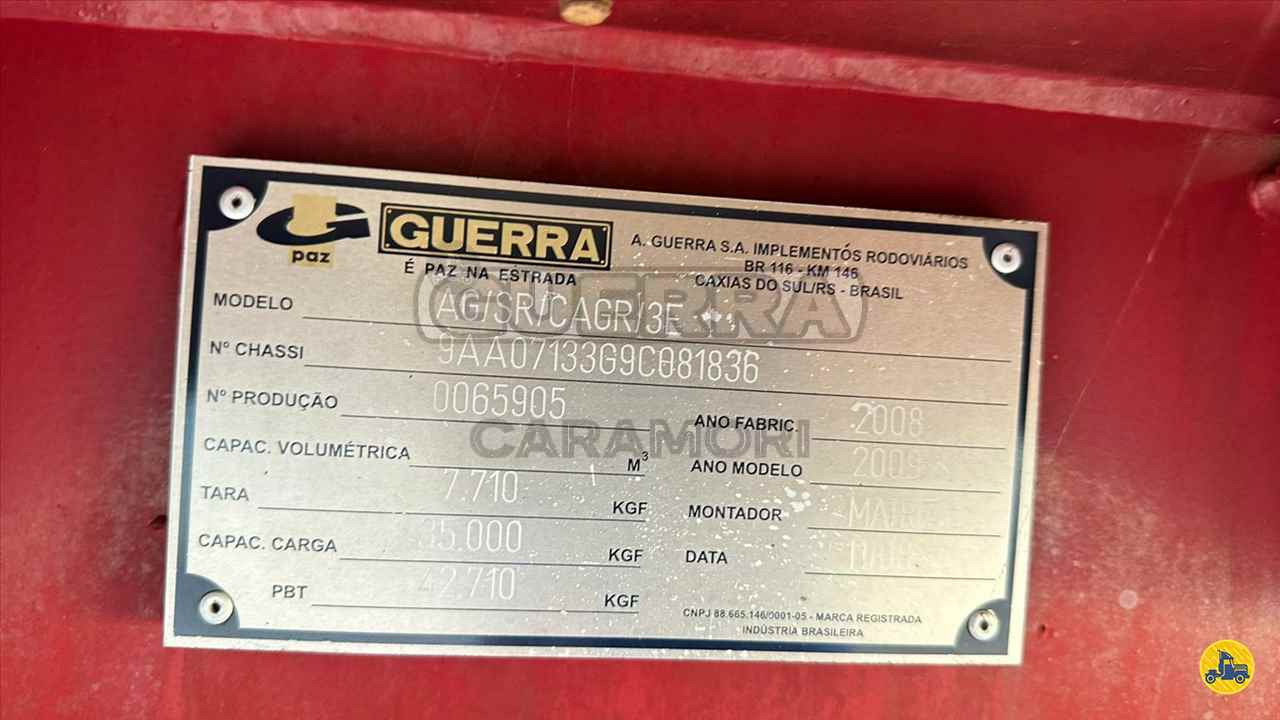 paz
GUERRA
É PAZ NA ESTRADA
A. GUERRA S.A. IMPLEMENTÓS RODOVIÁRIOS
BR 116 - KM 146
CAXIAS DO SUL/RS - BRASIL
GUERRA
MODELO AG/SR/CAGR/3E
Nº CHASSI 9AA07133G9C081836
Nº PRODUÇÃO 0065905
ANO FABRIC. 2008
CARAMORI
CAPAC. VOLUMÉTRICA M³
ANO MODELO 2009
TARA 7.710 KGF
MONTADOR
CAPAC. CARGA 35.000 KGF
DATA
PBT 42.710 KGF
CNPJ 88.665.146/0001-05 - MARCA REGISTRADA
INDÚSTRIA BRASILEIRA